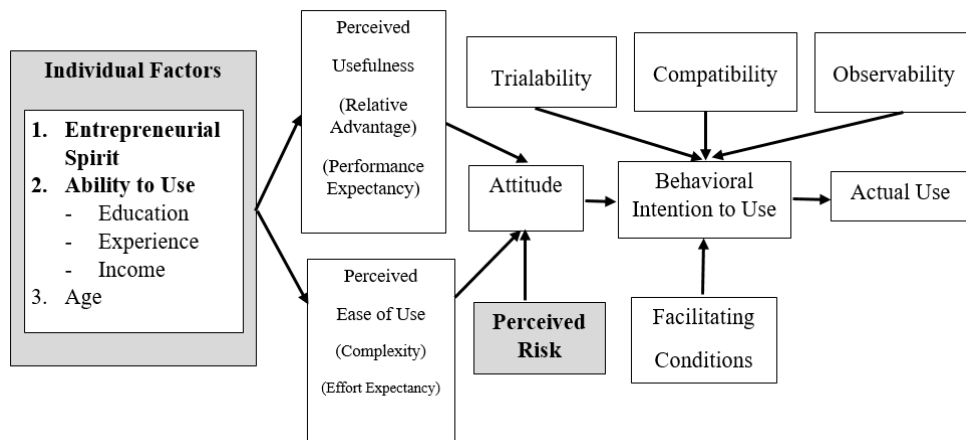 Individual Factors
1. Entrepreneurial
Spirit
2. Ability to Use
- Education
- Experience
- Income
3. Age
Perceived
Usefulness
(Relative
Advantage)
(Performance
Expectancy)
Perceived
Ease of Use
(Complexity)
(Effort Expectancy)
Trialability
Compatibility
Observability
Attitude
Behavioral
Intention to Use
Actual Use
Perceived
Risk
Facilitating
Conditions